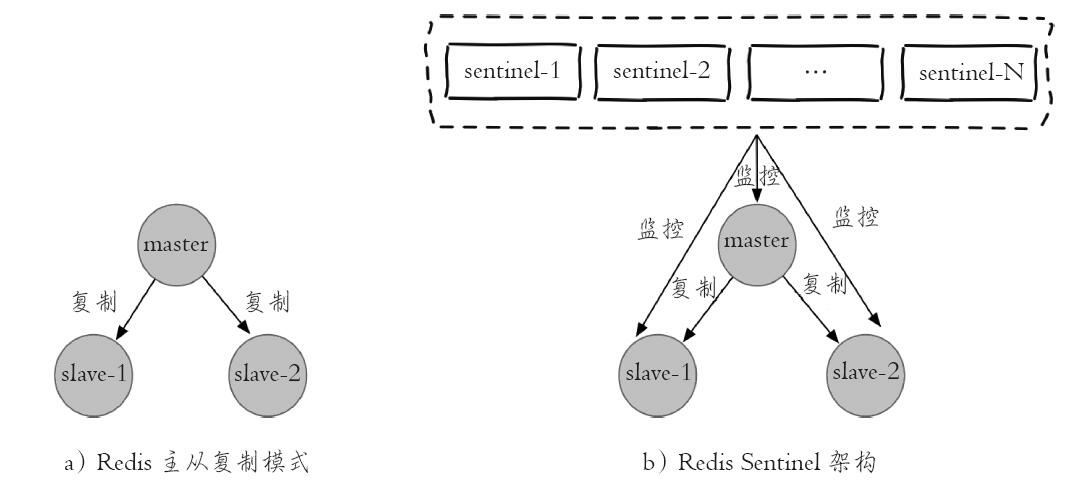 master
复制
复制
slave-1
slave-2
a）Redis 主从复制模式
sentinel-1
sentinel-2
…
sentinel-N
监控
监控
监控
master
复制
复制
slave-1
slave-2
b）Redis Sentinel 架构